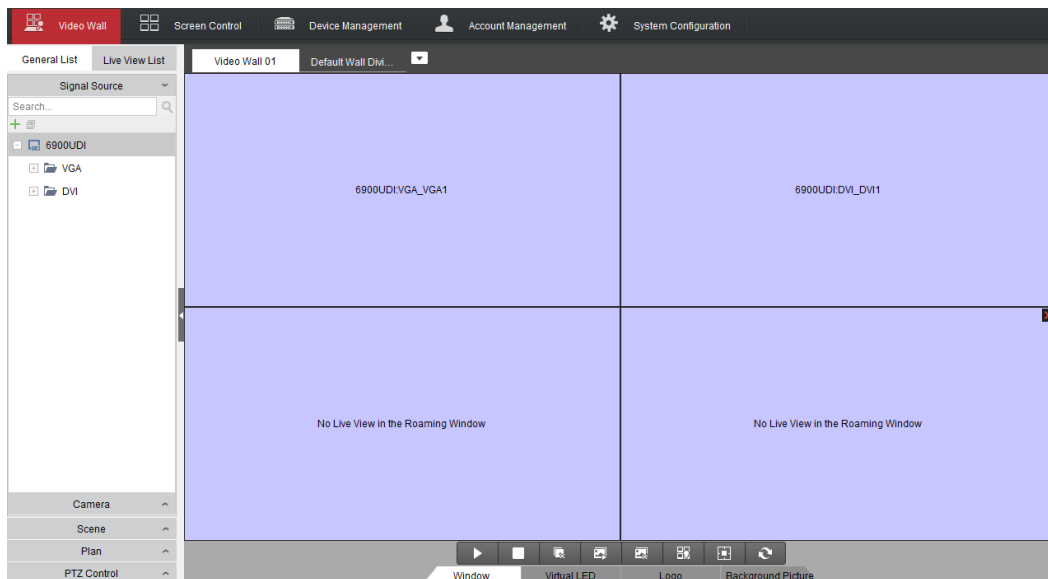 Video Wall
Screen Control
Device Management
Account Management
System Configuration
General List
Live View List
Video Wall 01
Default Wall Divi...
Signal Source
Search...
6900UDI
VGA
DVI
6900UDI:VGA_VGA1
6900UDI:DVI_DVI1
No Live View in the Roaming Window
No Live View in the Roaming Window
Camera
Scene
Plan
PTZ Control
Window
Virtual LED
Logo
Background Picture